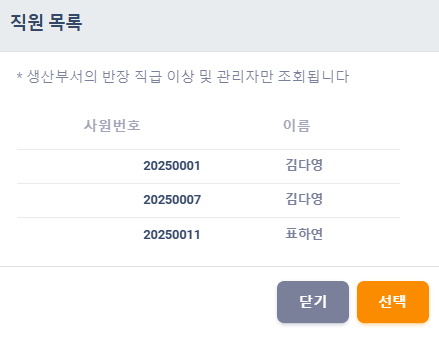 직원 목록
* 생산부서의 반장 직급 이상 및 관리자만 조회됩니다
사원번호 이름
20250001 김다영
20250007 김다영
20250011 표하연
닫기 선택